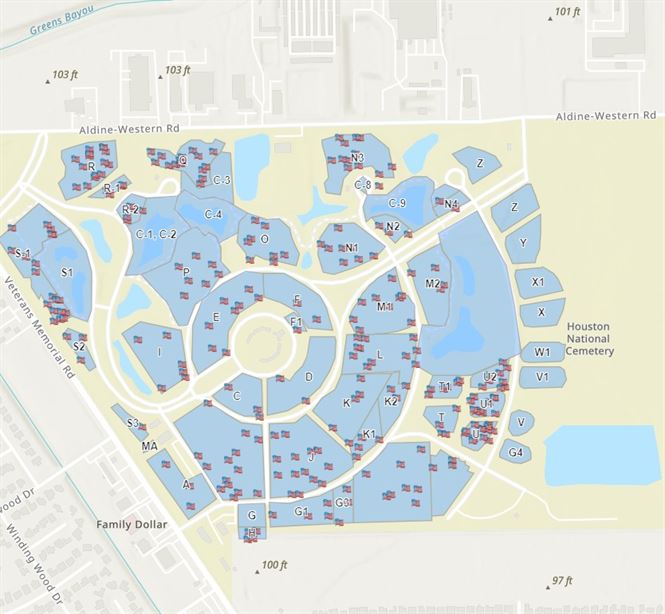 Greens Bayou
101 ft
103 ft
103 ft
Aldine-Western Rd
Aldine-Western Rd
R
Q
N3
Z
R-1
C-3
C-8
R-2
C-4
C-9
N4
Z
C-1, C-2
O
N1
N2
Y
S-1
S1
P
M2
X1
E
F
M1
X
F1
Houston
National
Cemetery
S2
I
L
W1
D
U2
V1
C
K
K2
T1
U1
S3
T
V
MA
K1
U
J
G4
A
G
G1
G3
H
Veterans Memorial Rd
Family Dollar
wood Dr
Winding Wood Dr
100 ft
97 ft